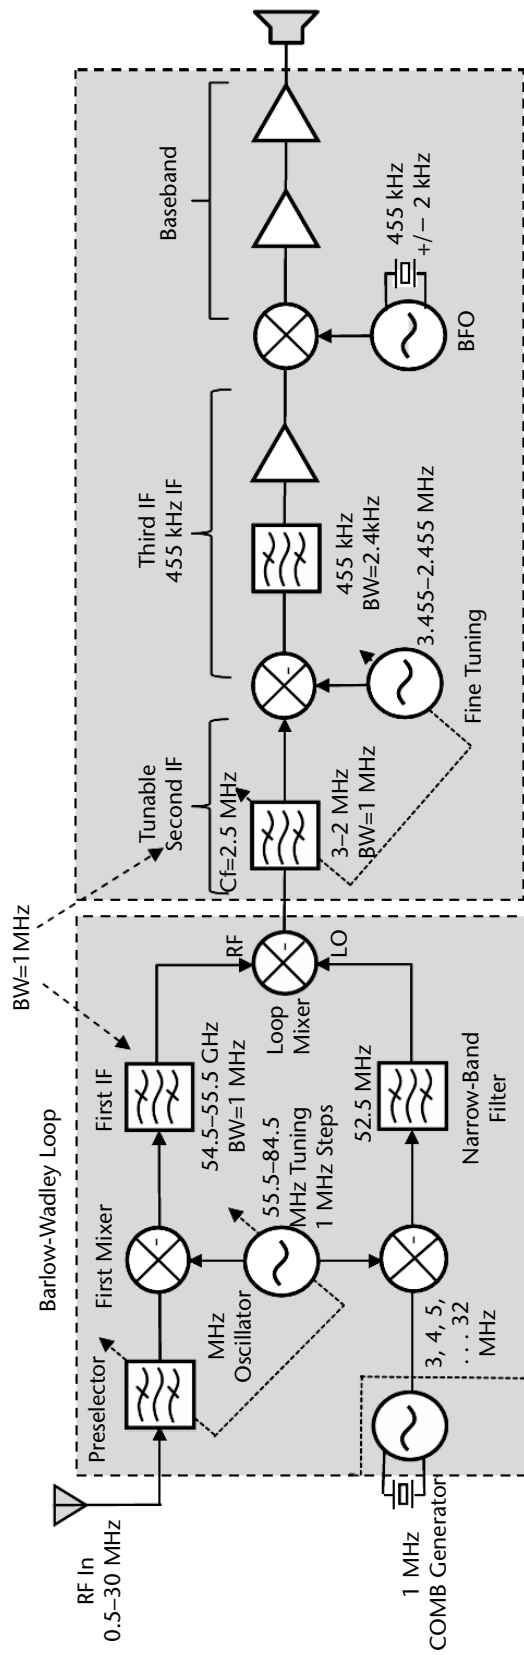 Barlow-Wadley Loop
BW=1MHz
RF In
0.5–30 MHz
Preselector
First Mixer
First IF
54.5–55.5 GHz
BW=1 MHz
MHz
Oscillator
55.5–84.5
MHz Tuning
1 MHz Steps
1 MHz
COMB Generator
3, 4, 5,
. . . 32
MHz
52.5 MHz
Narrow-Band
Filter
RF
LO
Loop
Mixer
Tunable
Second IF
Cf=2.5 MHz
3–2 MHz
BW=1 MHz
Third IF
455 kHz IF
455 kHz
BW=2.4kHz
3.455–2.455 MHz
Fine Tuning
Baseband
455 kHz
+/– 2 kHz
BFO